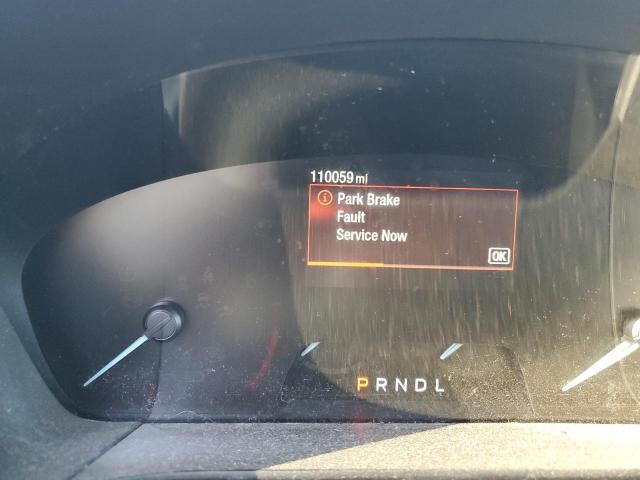 110059 mi
Park Brake
Fault
Service Now
OK
PRNDL